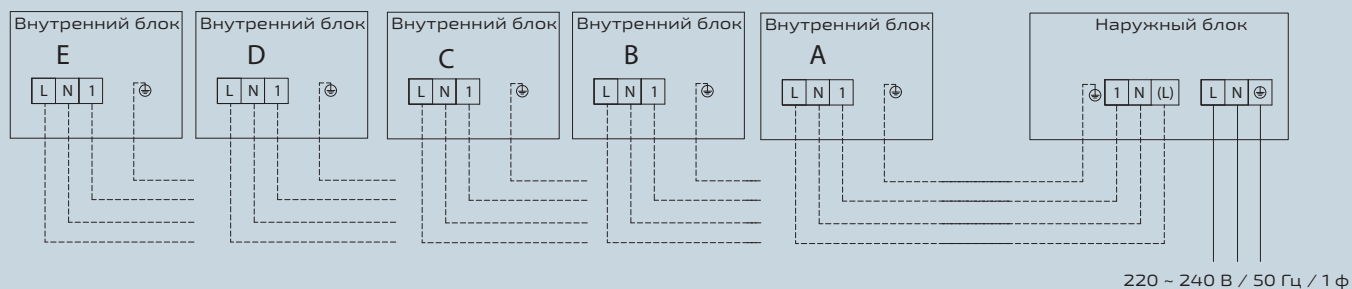 Внутренний блок Внутренний блок Внутренний блок Внутренний блок Внутренний блок Наружный блок
E D C B A
L N 1 L N 1 L N 1 L N 1 L N 1 1 N (L) L N
220 ~ 240 В / 50 Гц / 1 ф